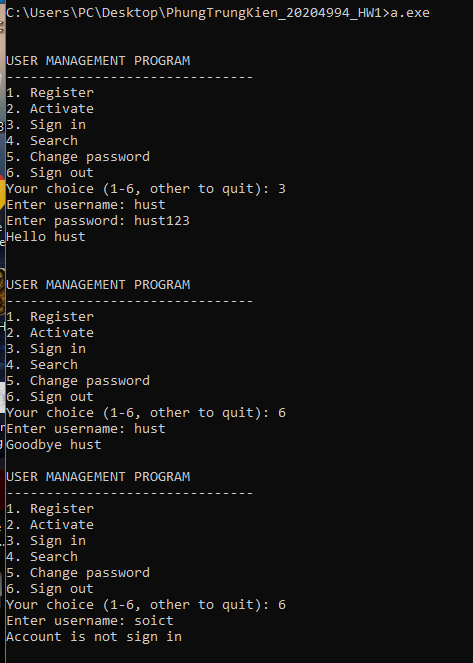 C:\Users\PC\Desktop\PhungTrungKien_20204994_HW1>a.exe
USER MANAGEMENT PROGRAM
-------------------------------
1. Register
2. Activate
3. Sign in
4. Search
5. Change password
6. Sign out
Your choice (1-6, other to quit): 3
Enter username: hust
Enter password: hust123
Hello hust
USER MANAGEMENT PROGRAM
-------------------------------
1. Register
2. Activate
3. Sign in
4. Search
5. Change password
6. Sign out
Your choice (1-6, other to quit): 6
Enter username: hust
Goodbye hust
USER MANAGEMENT PROGRAM
-------------------------------
1. Register
2. Activate
3. Sign in
4. Search
5. Change password
6. Sign out
Your choice (1-6, other to quit): 6
Enter username: soict
Account is not sign in